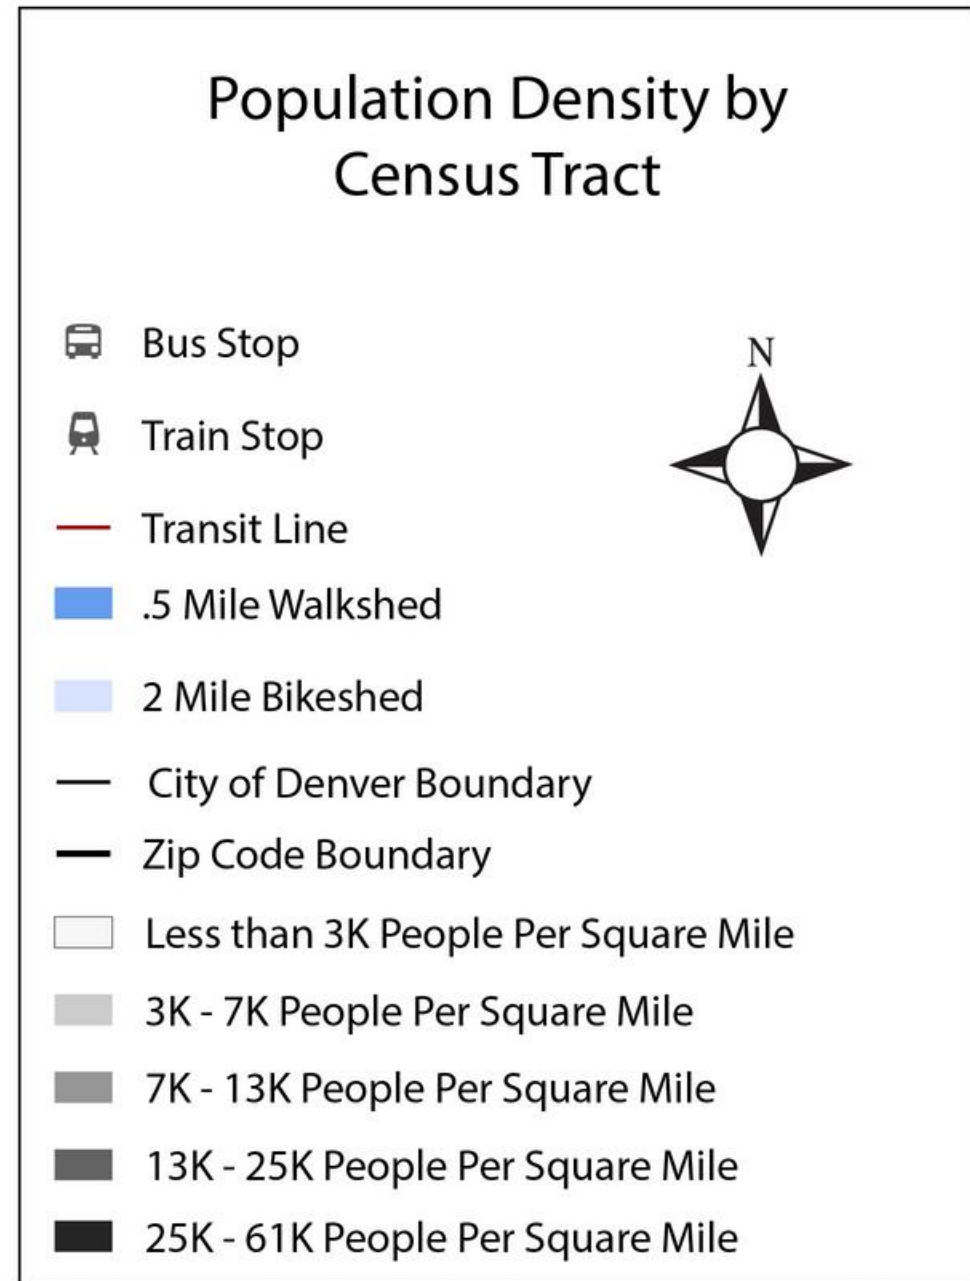 Population Density by
Census Tract
N
Bus Stop
Train Stop
Transit Line
.5 Mile Walkshed
2 Mile Bikeshed
City of Denver Boundary
Zip Code Boundary
Less than 3K People Per Square Mile
3K - 7K People Per Square Mile
7K - 13K People Per Square Mile
13K - 25K People Per Square Mile
25K - 61K People Per Square Mile